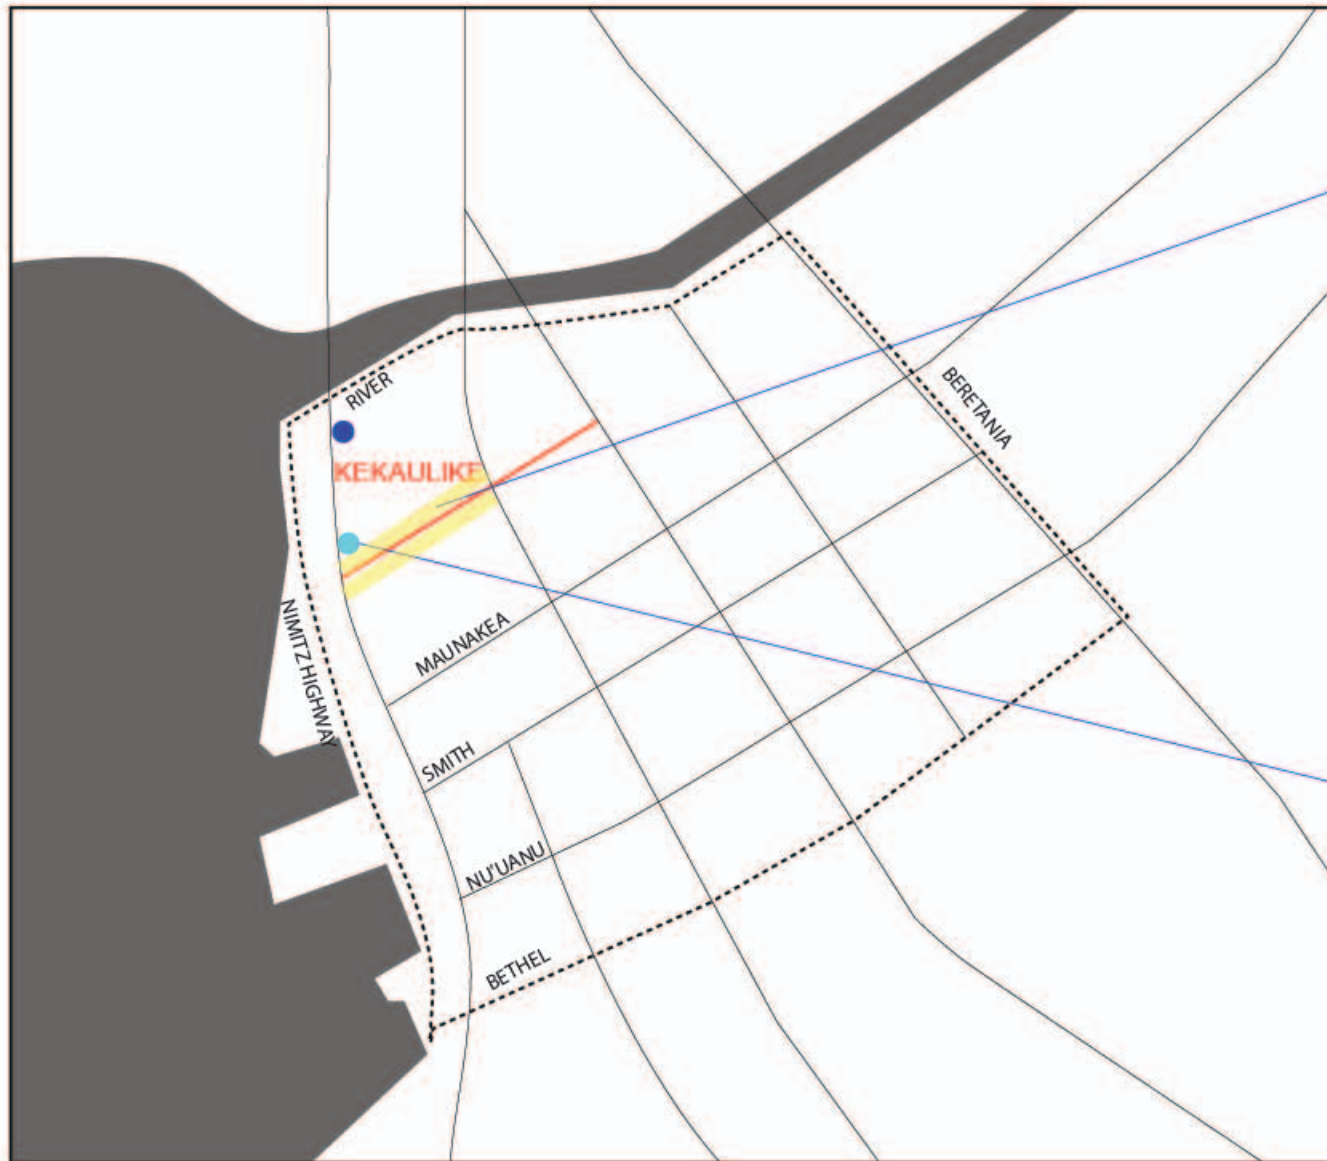 RIVER
BERETANIA
KEKAULIKE
NIMITZ HIGHWAY
MAUNAKEA
SMITH
NU'UANU
BETHEL